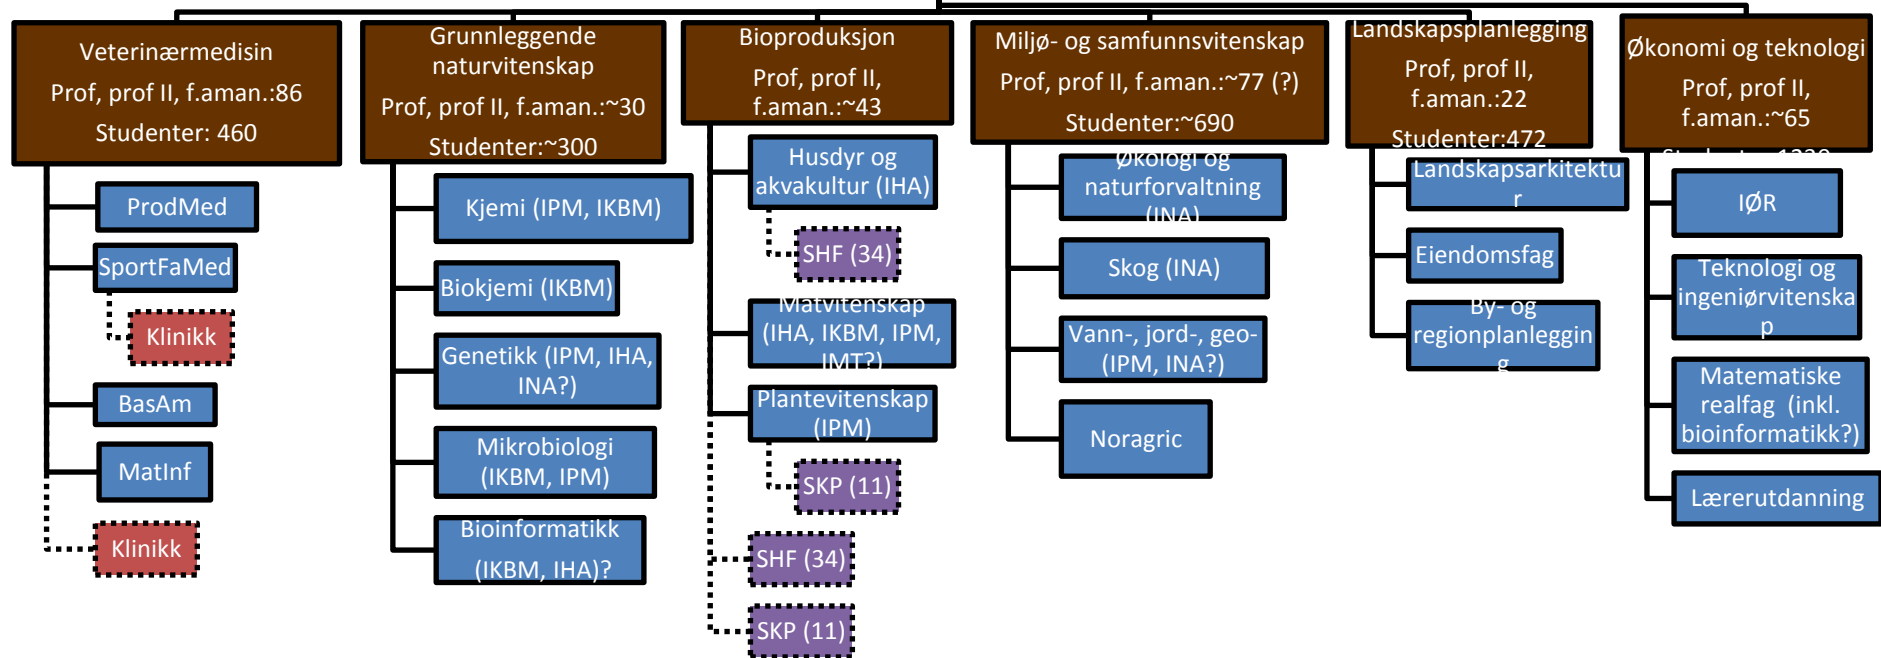 Veterinærmedisin
Prof, prof II, f.aman.:86
Studenter: 460
ProdMed
SportFaMed
Klinikk
BasAm
MatInf
Klinikk
Grunnleggende
naturvitenskap
Prof, prof II, f.aman.:~30
Studenter:~300
Kjemi (IPM, IKBM)
Biokjemi (IKBM)
Genetikk (IPM, IHA,
INA?)
Mikrobiologi
(IKBM, IPM)
Bioinformatikk
(IKBM, IHA)?
Bioproduksjon
Prof, prof II,
f.aman.:~43
Husdyr og
akvakultur (IHA)
SHF (34)
Matvitenskap
(IHA, IKBM, IPM,
IMT?)
Plantevitenskap
(IPM)
SKP (11)
SHF (34)
SKP (11)
Miljø- og samfunnsvitenskap
Prof, prof II, f.aman.:~77 (?)
Studenter:~690
Økologi og
naturforvaltning
(INA)
Skog (INA)
Vann-, jord-, geo-
(IPM, INA?)
Noragric
Landskapsplanlegging
Prof, prof II,
f.aman.:22
Studenter:472
Landskapsarkitektu
r
Eiendomsfag
By- og
regionplanleggin
g
Økonomi og teknologi
Prof, prof II,
f.aman.:~65
IØR
Teknologi og
ingeniørvitenska
p
Matematiske
realfag (inkl.
bioinformatikk?)
Lærerutdanning